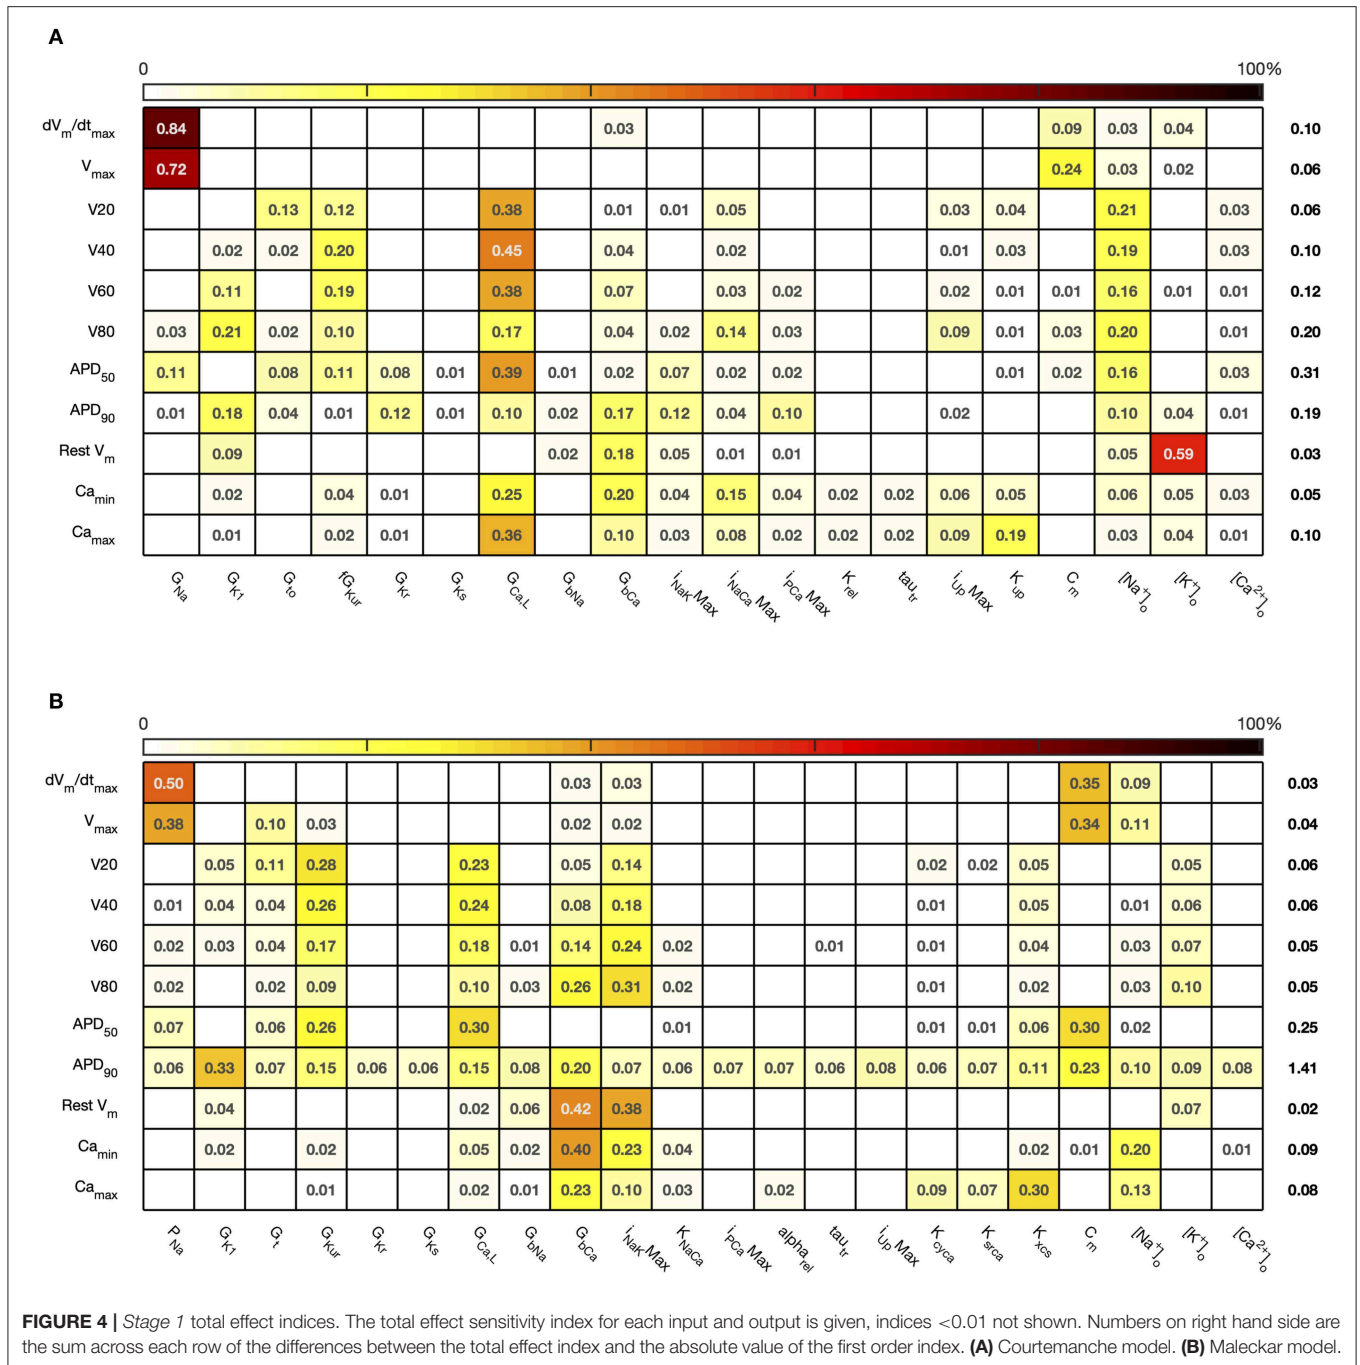 A
0 100%
dVm/dtmax 0.84 0.03 0.09 0.03 0.04 0.10
Vmax 0.72 0.24 0.03 0.02 0.06
V20 0.13 0.12 0.38 0.01 0.01 0.05 0.03 0.04 0.21 0.03 0.06
V40 0.02 0.02 0.20 0.45 0.04 0.02 0.01 0.03 0.19 0.03 0.10
V60 0.11 0.19 0.38 0.07 0.03 0.02 0.02 0.01 0.01 0.16 0.01 0.01 0.12
V80 0.03 0.21 0.02 0.10 0.17 0.04 0.02 0.14 0.03 0.09 0.01 0.03 0.20 0.01 0.20
APD50 0.11 0.08 0.11 0.08 0.01 0.39 0.01 0.02 0.07 0.02 0.02 0.01 0.02 0.16 0.03 0.31
APD90 0.01 0.18 0.04 0.01 0.12 0.01 0.10 0.02 0.17 0.12 0.04 0.10 0.02 0.10 0.04 0.01 0.19
Rest Vm 0.09 0.02 0.18 0.05 0.01 0.01 0.05 0.59 0.03
Camin 0.02 0.04 0.01 0.25 0.20 0.04 0.15 0.04 0.02 0.02 0.06 0.05 0.06 0.05 0.03 0.05
Camax 0.01 0.02 0.01 0.36 0.10 0.03 0.08 0.02 0.02 0.02 0.09 0.19 0.03 0.04 0.01 0.10
GNa GK1 Gto fGKur GKr GKs GCa,L GbNa GbCa iNaK Max iNaCa Max iPCa Max Krel tautr iUp Max Kup Cm [Na+]o [K+]o [Ca2+]o
B
0 100%
dVm/dtmax 0.50 0.03 0.03 0.35 0.09 0.03
Vmax 0.38 0.10 0.03 0.02 0.02 0.34 0.11 0.04
V20 0.05 0.11 0.28 0.23 0.05 0.14 0.02 0.02 0.05 0.05 0.06
V40 0.01 0.04 0.04 0.26 0.24 0.08 0.18 0.01 0.05 0.01 0.06 0.06
V60 0.02 0.03 0.04 0.17 0.18 0.01 0.14 0.24 0.02 0.01 0.01 0.04 0.03 0.07 0.05
V80 0.02 0.02 0.09 0.10 0.03 0.26 0.31 0.02 0.01 0.02 0.03 0.10 0.05
APD50 0.07 0.06 0.26 0.30 0.01 0.01 0.01 0.06 0.30 0.02 0.25
APD90 0.06 0.33 0.07 0.15 0.06 0.06 0.15 0.08 0.20 0.07 0.06 0.07 0.07 0.06 0.08 0.06 0.07 0.11 0.23 0.10 0.09 0.08 1.41
Rest Vm 0.04 0.02 0.06 0.42 0.38 0.07 0.02
Camin 0.02 0.02 0.05 0.02 0.40 0.23 0.04 0.02 0.01 0.20 0.01 0.09
Camax 0.01 0.02 0.01 0.23 0.10 0.03 0.02 0.09 0.07 0.30 0.13 0.08
PNa GK1 Gt GKur GKr GKs GCa,L GbNa GbCa iNaK Max KNaCa iPCa Max alpharel tautr iUp Max Kcyca Ksrca Kxcs Cm [Na+]o [K+]o [Ca2+]o
FIGURE 4 | Stage 1 total effect indices. The total effect sensitivity index for each input and output is given, indices <0.01 not shown. Numbers on right hand side are
the sum across each row of the differences between the total effect index and the absolute value of the first order index. (A) Courtemanche model. (B) Maleckar model.